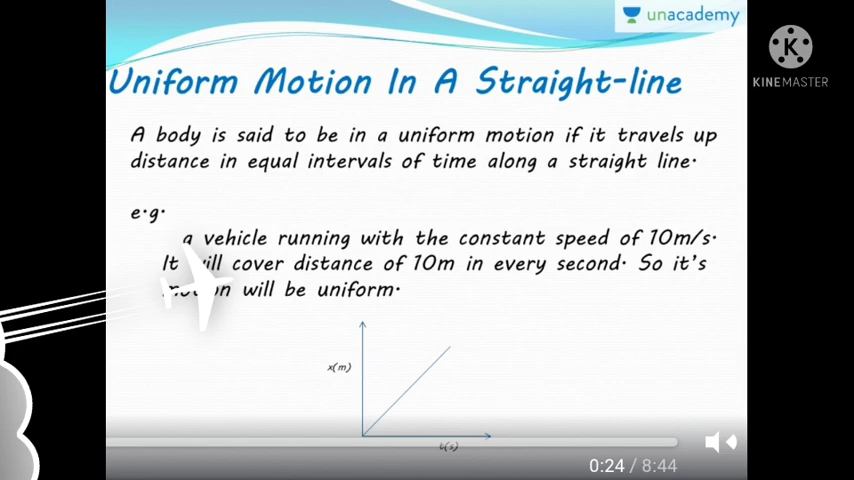 unacademy
K
KINEMASTER
Uniform Motion In A Straight-line
A body is said to be in a uniform motion if it travels up
distance in equal intervals of time along a straight line.
e.g.
a vehicle running with the constant speed of 10m/s.
It will cover distance of 10m in every second. So it's
motion will be uniform.
x(m)
t(s)
0:24 / 8:44